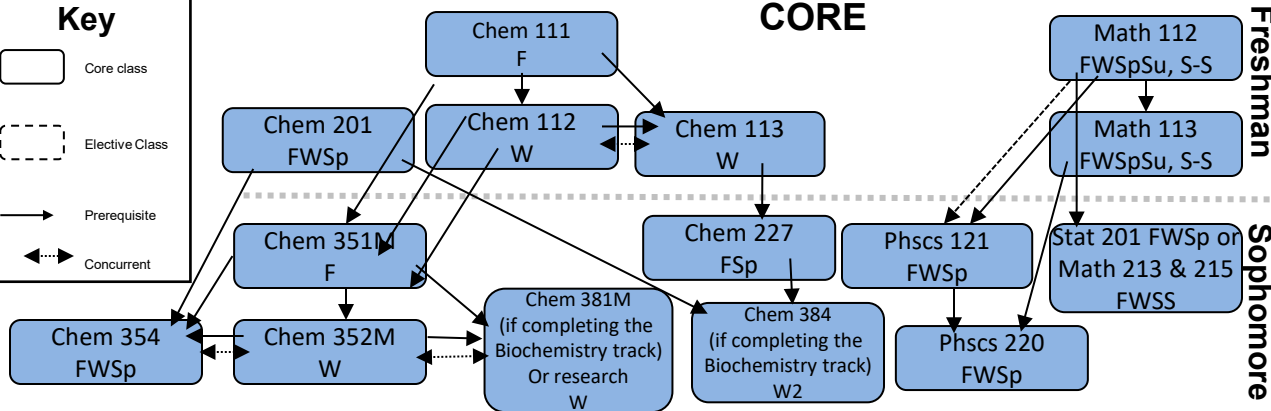 Key
Core class
Elective Class
Prerequisite
Concurrent
CORE
Freshman
Sophomore
Chem 111
F
Math 112
FWSpSu, S-S
Chem 201
FWSp
Chem 112
W
Chem 113
W
Math 113
FWSpSu, S-S
Chem 351M
F
Chem 227
FSp
Phscs 121
FWSp
Stat 201 FWSp or
Math 213 & 215
FWSS
Chem 354
FWSp
Chem 352M
W
Chem 381M
(if completing the
Biochemistry track)
Or research
W
Chem 384
(if completing the
Biochemistry track)
W2
Phscs 220
FWSp